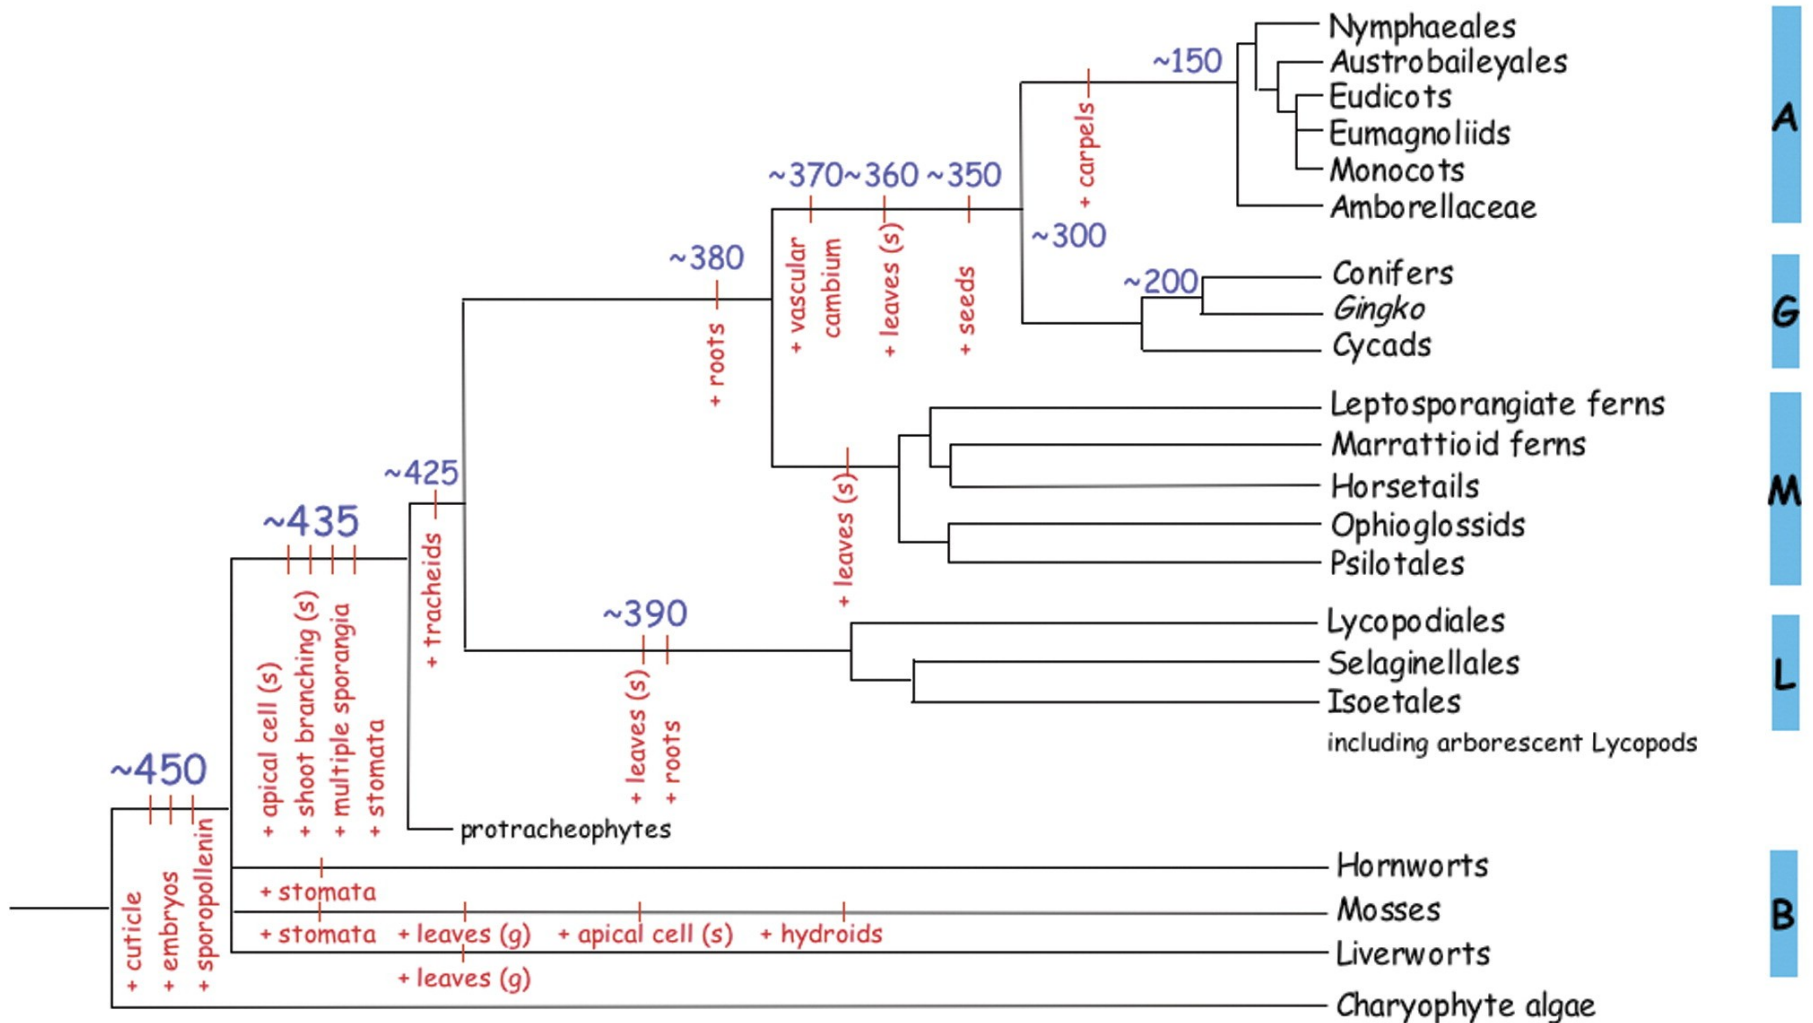 Nymphaeales
~150
Austrobaileyales
Eudicots
A
+ carpels
Eumagnoliids
~370
~360
~350
Monocots
Amborellaceae
~300
~380
+ vascular
cambium
+ leaves (s)
+ seeds
~200
Conifers
Gingko
G
Cycads
+ roots
Leptosporangiate ferns
Marrattioid ferns
~425
Horsetails
M
~435
Ophioglossids
+ leaves (s)
Psilotales
+ tracheids
~390
Lycopodiales
Selaginellales
L
Isoetales
including arborescent Lycopods
+ apical cell (s)
+ shoot branching (s)
+ multiple sporangia
+ stomata
+ leaves (s)
+ roots
~450
protracheophytes
+ cuticle
+ embryos
+ sporopollenin
Hornworts
+ stomata
Mosses
B
+ stomata + leaves (g) + apical cell (s) + hydroids
Liverworts
+ leaves (g)
Charyophyte algae